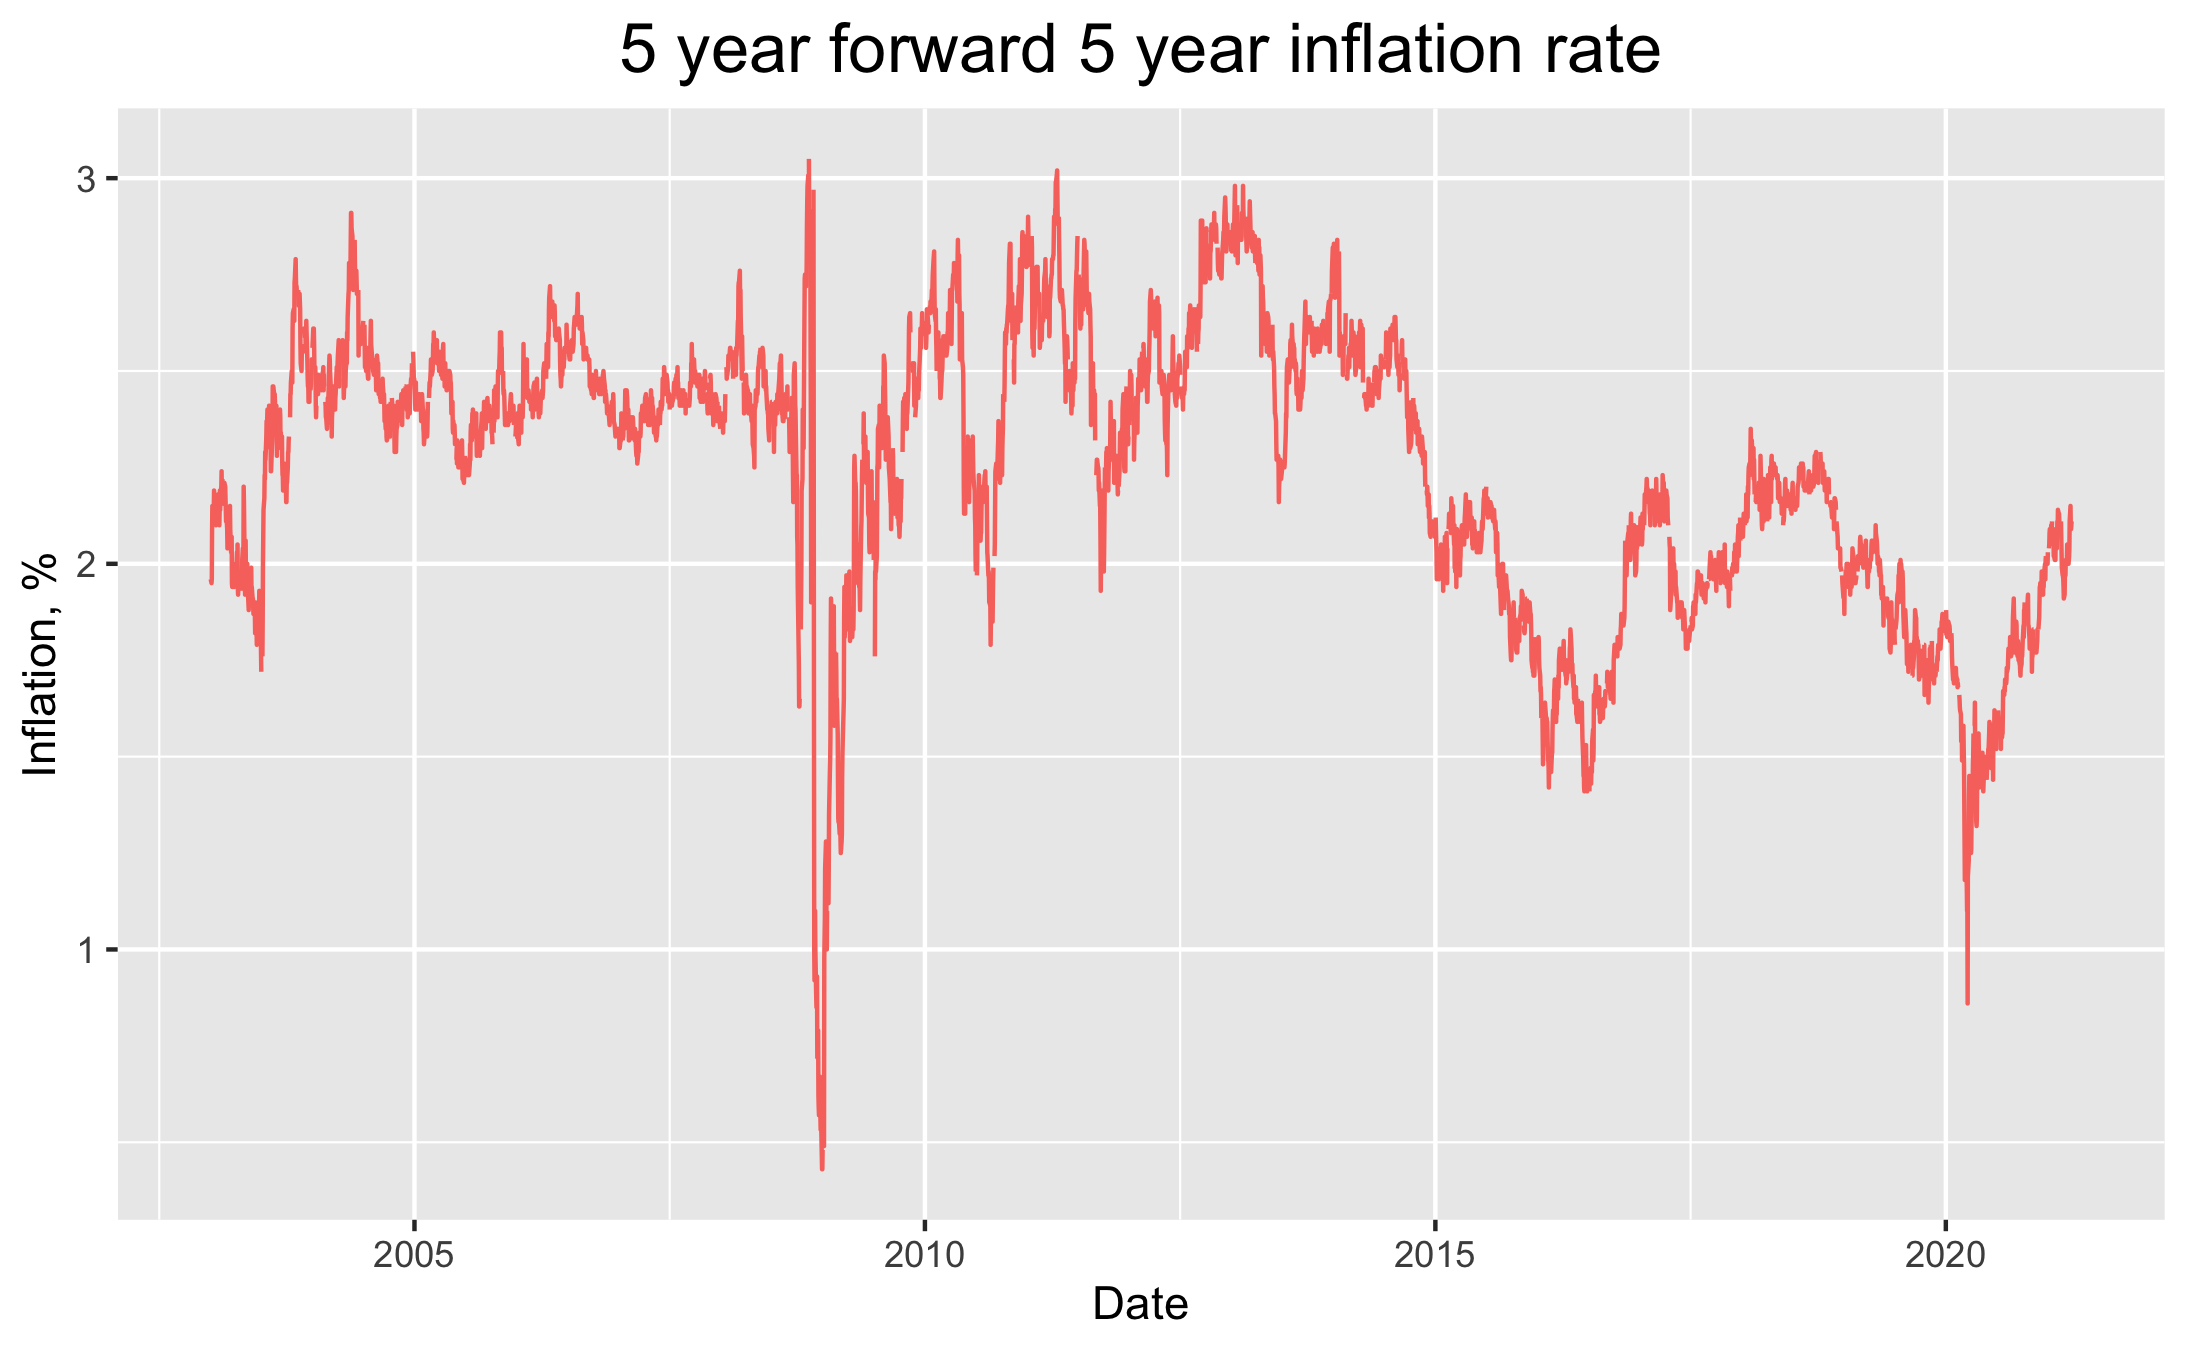 5 year forward 5 year inflation rate
3
2
1
Inflation, %
2005 2010 2015 2020
Date